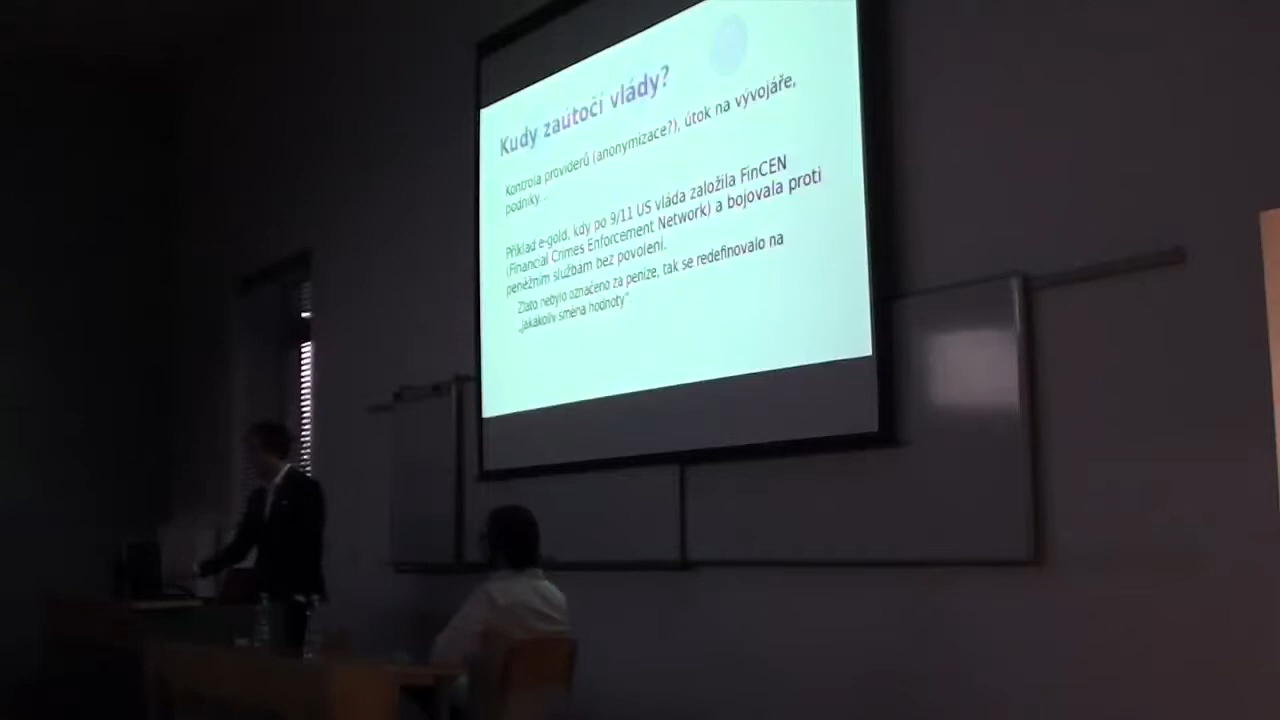 Kudy zaútočí vlády?
Kontrola providerů (anonymizace?), útok na vývojáře,
podniky...
Příklad e-gold, kdy po 9/11 US vláda založila FinCEN
(Financial Crimes Enforcement Network) a bojovala proti
peněžním službám bez povolení.
Zlato nebylo označeno za peníze, tak se redefinovalo na
„jakákoliv směna hodnoty"